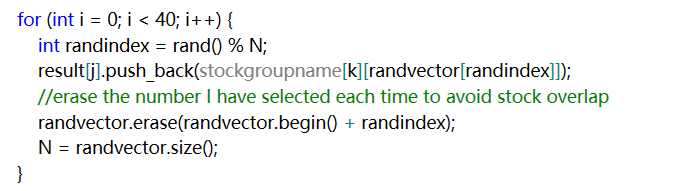 for (int i = 0; i < 40; i++) {
int randindex = rand() % N;
result[j].push_back(stockgroupname[k][randvector[randindex]]);
//erase the number I have selected each time to avoid stock overlap
randvector.erase(randvector.begin() + randindex);
N = randvector.size();
}